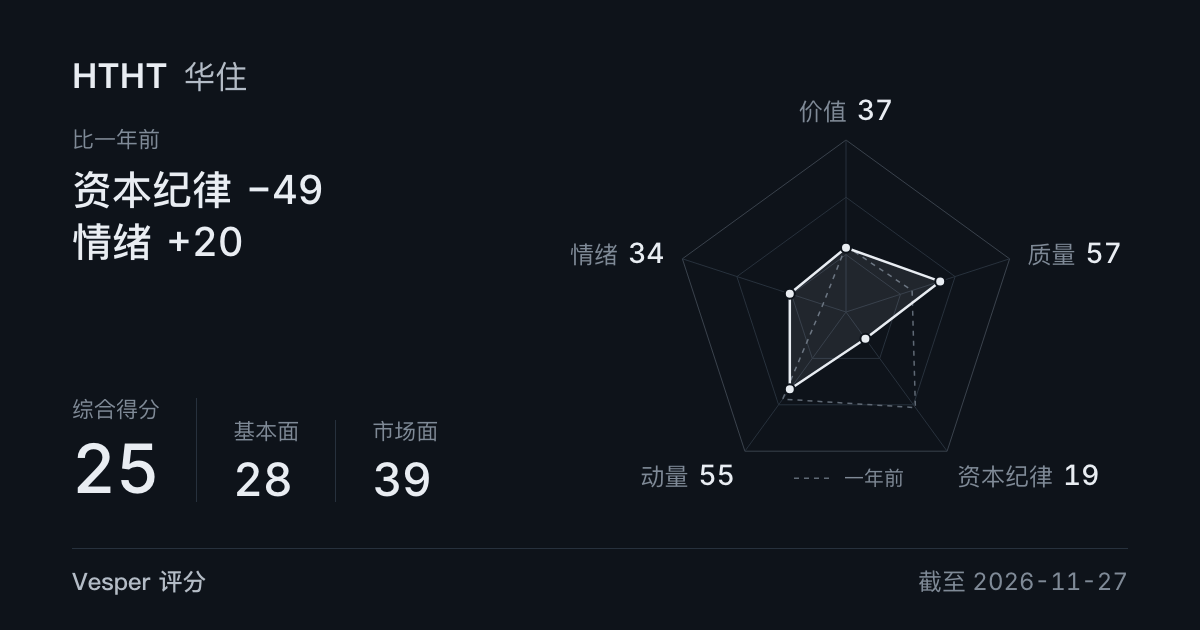 HTHT 华住
比一年前
资本纪律 −49
情绪 +20
综合得分
25
基本面
28
市场面
39
价值 37
质量 57
情绪 34
动量 55
一年前
资本纪律 19
Vesper 评分
截至 2026-11-27